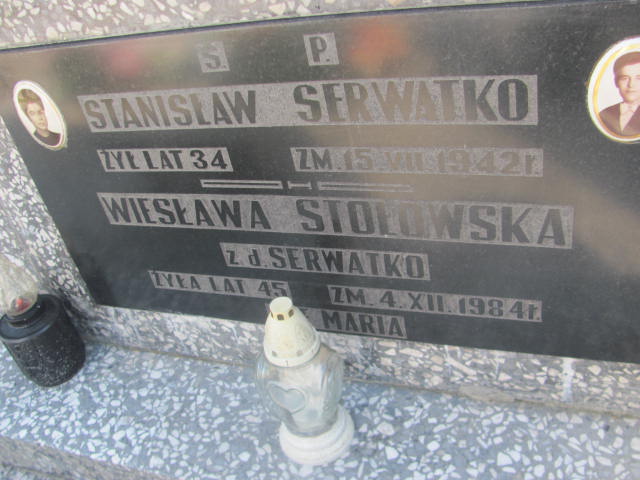 Ś. P.
STANISŁAW SERWATKO
ŻYŁ LAT 34 ZM. 15. VII. 1942 r.
WIESŁAWA STOŁOWSKA
z d. SERWATKO
ŻYŁA LAT 45 ZM. 4. XII. 1984 r.
MARIA